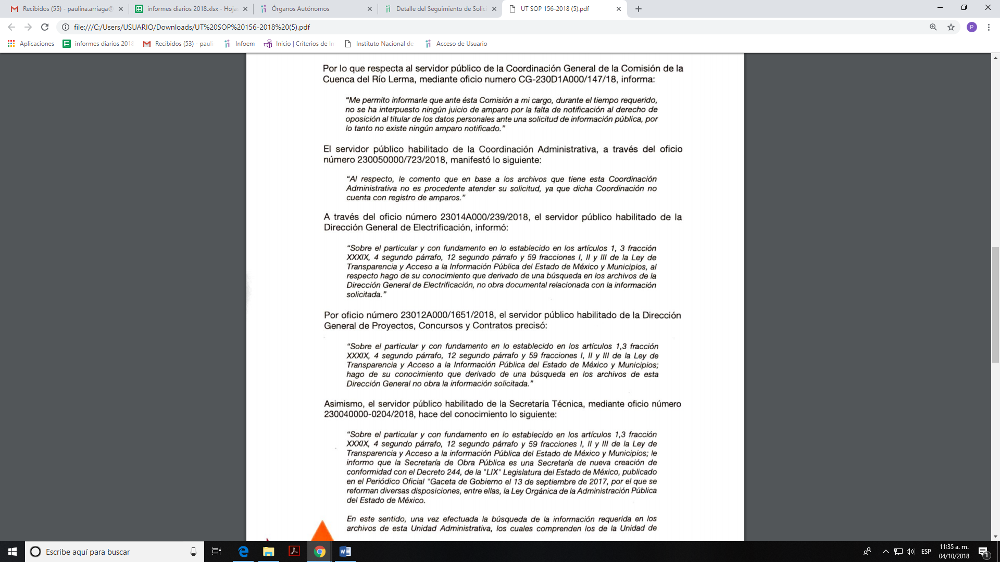 Recibidos (55) - paulina.arriaga@
informes diarios 2018.xlsx - Hoja
Órganos Autónomos
Detalle del Seguimiento de Solici
UT SOP 156-2018 (5).pdf
file:///C:/Users/USUARIO/Downloads/UT%20SOP%20156-2018%20(5).pdf
P
Aplicaciones
informes diarios 2018
Recibidos (53) - pauli
Infoem
Inicio | Criterios de In
Instituto Nacional de
Acceso de Usuario
Por lo que respecta al servidor público de la Coordinación General de la Comisión de la
Cuenca del Río Lerma, mediante oficio numero CG-230D1A000/147/18, informa:
“Me permito informarle que ante ésta Comisión a mi cargo, durante el tiempo requerido,
no se ha interpuesto ningún juicio de amparo por la falta de notificación al derecho de
oposición al titular de los datos personales ante una solicitud de información pública, por
lo tanto no existe ningún amparo notificado.”
El servidor público habilitado de la Coordinación Administrativa, a través del oficio
número 230050000/723/2018, manifestó lo siguiente:
“Al respecto, le comento que en base a los archivos que tiene esta Coordinación
Administrativa no es procedente atender su solicitud, ya que dicha Coordinación no
cuenta con registro de amparos.”
A través del oficio número 23014A000/239/2018, el servidor público habilitado de la
Dirección General de Electrificación, informó:
“Sobre el particular y con fundamento en lo establecido en los artículos 1, 3 fracción
XXXIX, 4 segundo párrafo, 12 segundo párrafo y 59 fracciones I, II y III de la Ley de
Transparencia y Acceso a la Información Pública del Estado de México y Municipios, al
respecto hago de su conocimiento que derivado de una búsqueda en los archivos de la
Dirección General de Electrificación, no obra documental relacionada con la información
solicitada.”
Por oficio número 23012A000/1651/2018, el servidor público habilitado de la Dirección
General de Proyectos, Concursos y Contratos precisó:
“Sobre el particular y con fundamento en lo establecido en los artículos 1,3 fracción
XXXIX, 4 segundo párrafo, 12 segundo párrafo y 59 fracciones I, II y III de la Ley de
Transparencia y Acceso a la Información Pública del Estado de México y Municipios;
hago de su conocimiento que derivado de una búsqueda en los archivos de esta
Dirección General no obra la información solicitada.”
Asimismo, el servidor público habilitado de la Secretaría Técnica, mediante oficio número
230040000-0204/2018, hace del conocimiento lo siguiente:
“Sobre el particular y con fundamento en lo establecido en los artículos 1,3 fracción
XXXIX, 4 segundo párrafo, 12 segundo párrafo y 59 fracciones I, II y III de la Ley de
Transparencia y Acceso a la información Pública del Estado de México y Municipios; le
informo que la Secretaría de Obra Pública es una Secretaría de nueva creación de
conformidad con el Decreto 244, de la "LIX" Legislatura del Estado de México, publicado
en el Periódico Oficial "Gaceta de Gobierno el 13 de septiembre de 2017, por el que se
reforman diversas disposiciones, entre ellas, la Ley Orgánica de la Administración Pública
del Estado de México.
En este sentido, una vez efectuada la búsqueda de la información requerida en los
archivos de esta Unidad Administrativa, los cuales comprenden los de la Unidad de
Escribe aquí para buscar
ESP
11:35 a. m.
04/10/2018
1